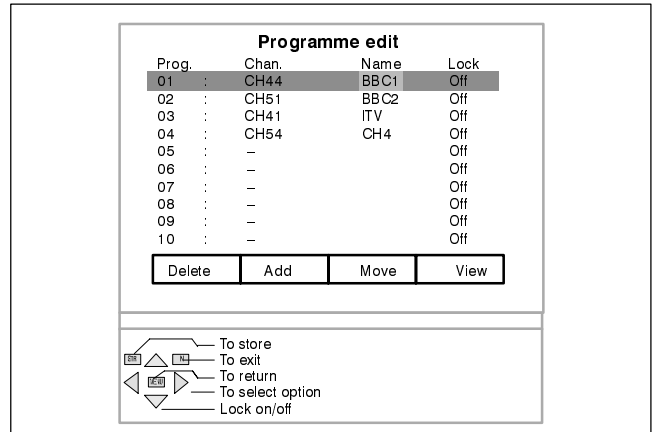 Programme edit
Prog. Chan. Name Lock
01 : CH44 BBC1 Off
02 : CH51 BBC2 Off
03 : CH41 ITV Off
04 : CH54 CH4 Off
05 : – Off
06 : – Off
07 : – Off
08 : – Off
09 : – Off
10 : – Off
Delete Add Move View
To store
STR N To exit
MENU To return
To select option
Lock on/off